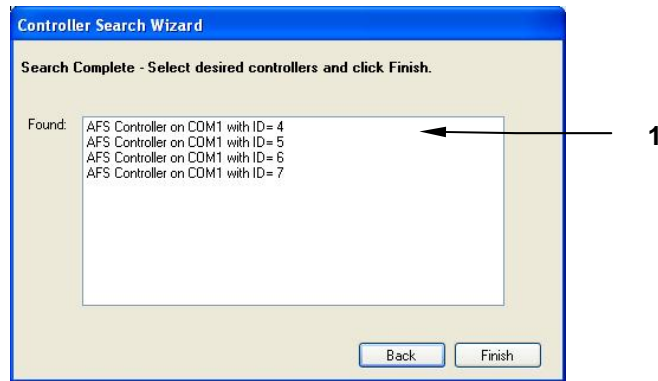 Controller Search Wizard
Search Complete - Select desired controllers and click Finish.
Found:
AFS Controller on COM1 with ID= 4
AFS Controller on COM1 with ID= 5
AFS Controller on COM1 with ID= 6
AFS Controller on COM1 with ID= 7
1
Back
Finish